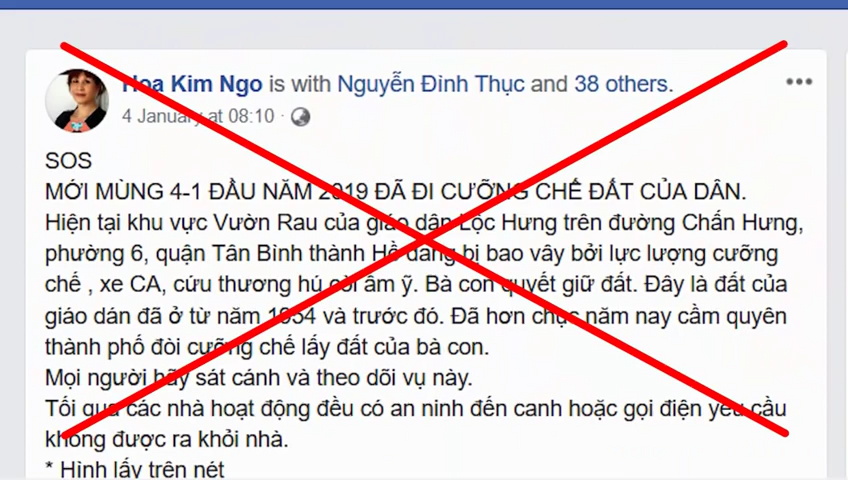 Hoa Kim Ngo is with Nguyễn Đình Thục and 38 others.
4 January at 08:10 ·
SOS
MỚI MÙNG 4-1 ĐẦU NĂM 2019 ĐÃ ĐI CƯỠNG CHẾ ĐẤT CỦA DÂN.
Hiện tại khu vực Vườn Rau của giáo dân Lộc Hưng trên đường Chấn Hưng,
phường 6, quận Tân Bình thành Hồ đang bị bao vây bởi lực lượng cưỡng
chế , xe CA, cứu thương hú còi âm ỹ. Bà con quyết giữ đất. Đây là đất của
giáo dán đã ở từ năm 1954 và trước đó. Đã hơn chục năm nay cầm quyên
thành phố đòi cưỡng chế lấy đất của bà con.
Mọi người hãy sát cánh và theo dõi vụ này.
Tối qua các nhà hoạt động đều có an ninh đến canh hoặc gọi điện yêu cầu
không được ra khỏi nhà.
* Hình lấy trên nét